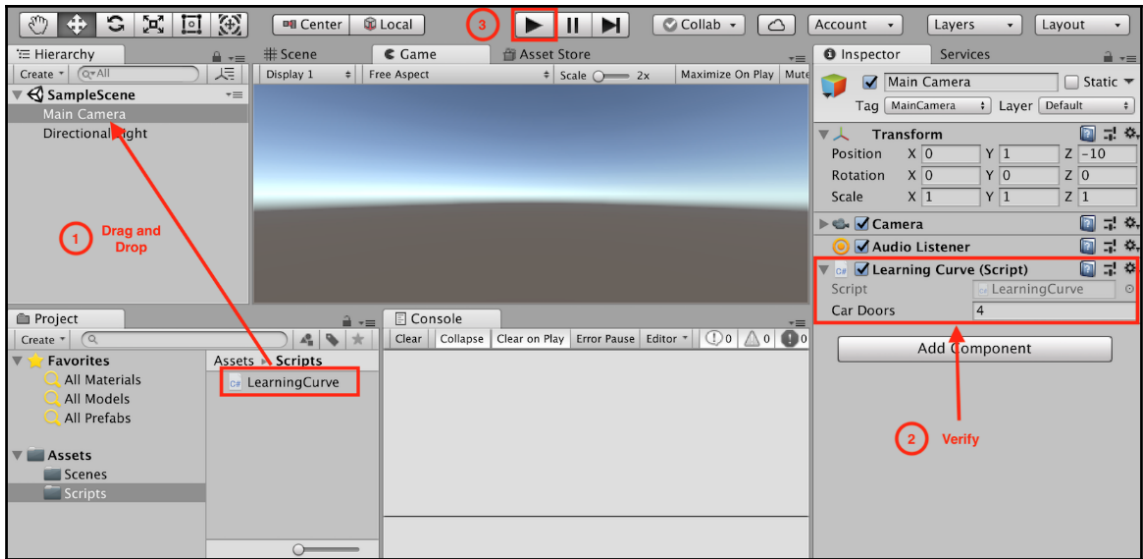 Center
Local
3
Collab
Account
Layers
Layout
Hierarchy
Scene
Game
Asset Store
Inspector
Services
Create
All
Display 1
Free Aspect
Scale
2x
Maximize On Play
Mute
Main Camera
Static
SampleScene
Tag
MainCamera
Layer
Default
Main Camera
Directional
ght
Transform
Position X 0 Y 1 Z -10
Rotation X 0 Y 0 Z 0
Scale X 1 Y 1 Z 1
Camera
1
Drag and
Drop
Audio Listener
C# Learning Curve (Script)
Script
LearningCurve
Car Doors 4
Project
Console
Create
Clear
Collapse
Clear on Play
Error Pause
Editor
0
0
0
Add Component
Favorites
Assets
Scripts
All Materials
C# LearningCurve
All Models
All Prefabs
2
Verify
Assets
Scenes
Scripts